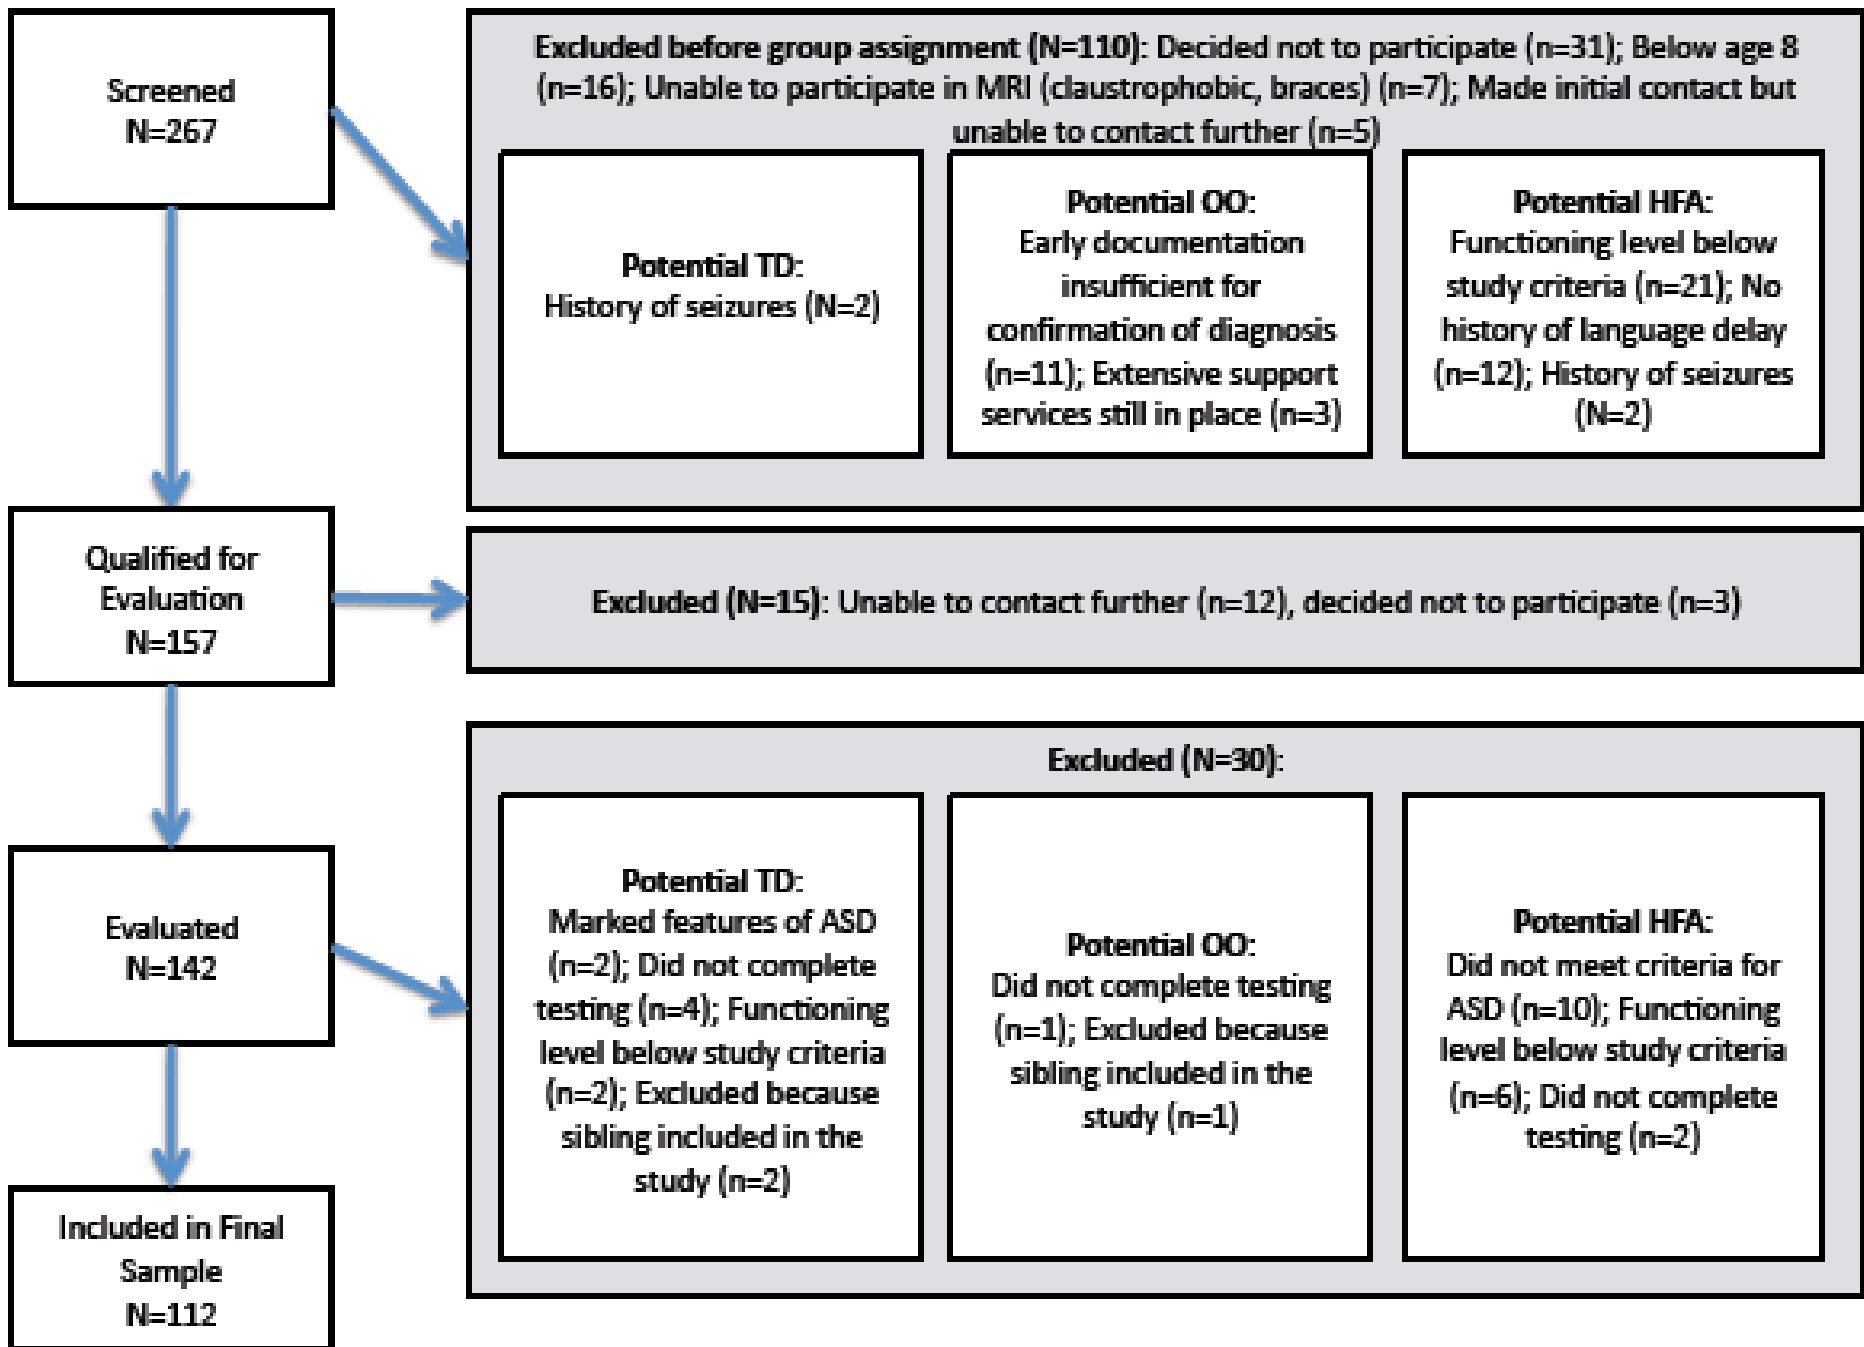 Screened
N=267
Excluded before group assignment (N=110): Decided not to participate (n=31); Below age 8
(n=16); Unable to participate in MRI (claustrophobic, braces) (n=7); Made initial contact but
unable to contact further (n=5)
Potential TD:
History of seizures (N=2)
Potential OO:
Early documentation
insufficient for
confirmation of diagnosis
(n=11); Extensive support
services still in place (n=3)
Potential HFA:
Functioning level below
study criteria (n=21); No
history of language delay
(n=12); History of seizures
(N=2)
Qualified for
Evaluation
N=157
Excluded (N=15): Unable to contact further (n=12), decided not to participate (n=3)
Evaluated
N=142
Excluded (N=30):
Potential TD:
Marked features of ASD
(n=2); Did not complete
testing (n=4); Functioning
level below study criteria
(n=2); Excluded because
sibling included in the
study (n=2)
Potential OO:
Did not complete testing
(n=1); Excluded because
sibling included in the
study (n=1)
Potential HFA:
Did not meet criteria for
ASD (n=10); Functioning
level below study criteria
(n=6); Did not complete
testing (n=2)
Included in Final
Sample
N=112